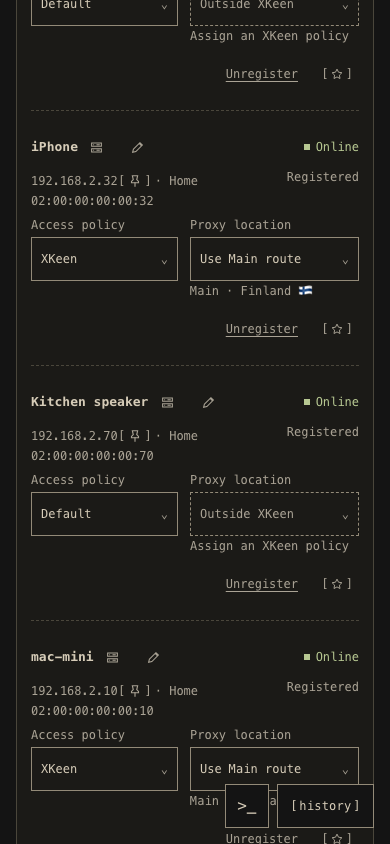 Default ⌄ Outside XKeen ⌄
Assign an XKeen policy
Unregister [☆]
iPhone Online
192.168.2.32[ ]· Home Registered
02:00:00:00:00:32
Access policy Proxy location
XKeen ⌄ Use Main route ⌄
Main · Finland 🇫🇮
Unregister [☆]
Kitchen speaker Online
192.168.2.70[ ]· Home Registered
02:00:00:00:00:70
Access policy Proxy location
Default ⌄ Outside XKeen ⌄
Assign an XKeen policy
Unregister [☆]
mac-mini Online
192.168.2.10[ ]· Home Registered
02:00:00:00:00:10
Access policy Proxy location
XKeen ⌄ Use Main route ⌄
Main
>_ [history]
Unregister [☆]